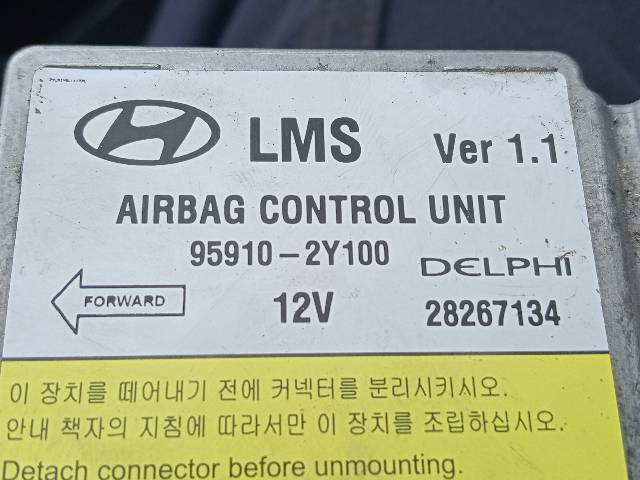 LMS Ver 1.1
AIRBAG CONTROL UNIT
95910-2Y100
DELPHI
FORWARD
12V
28267134
이 장치를 떼어내기 전에 커넥터를 분리시키시오.
안내 책자의 지침에 따라서만 이 장치를 조립하십시오.
Detach connector before unmounting.